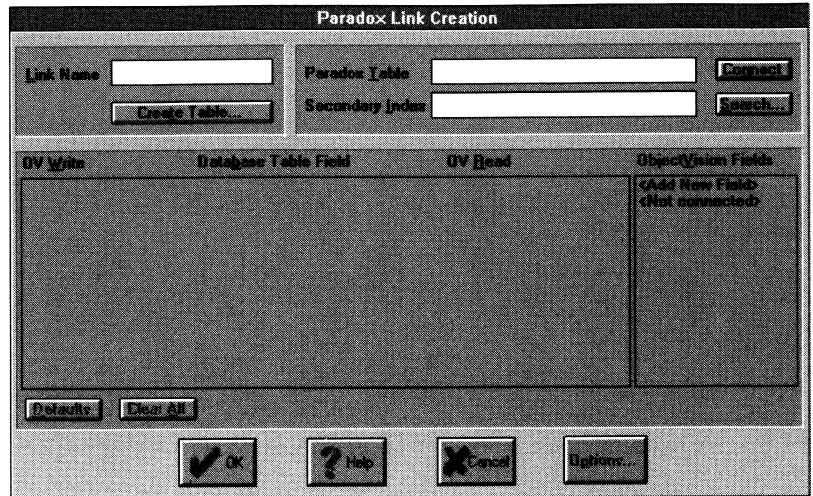 Paradox Link Creation
Link Name
Create Table...
Paradox Table
Connect
Secondary Index
Search...
OV Write Database Table Field OV Read ObjectVision Fields
<Add New Field>
<Not connected>
Defaults Clear All
OK Help Cancel Options...